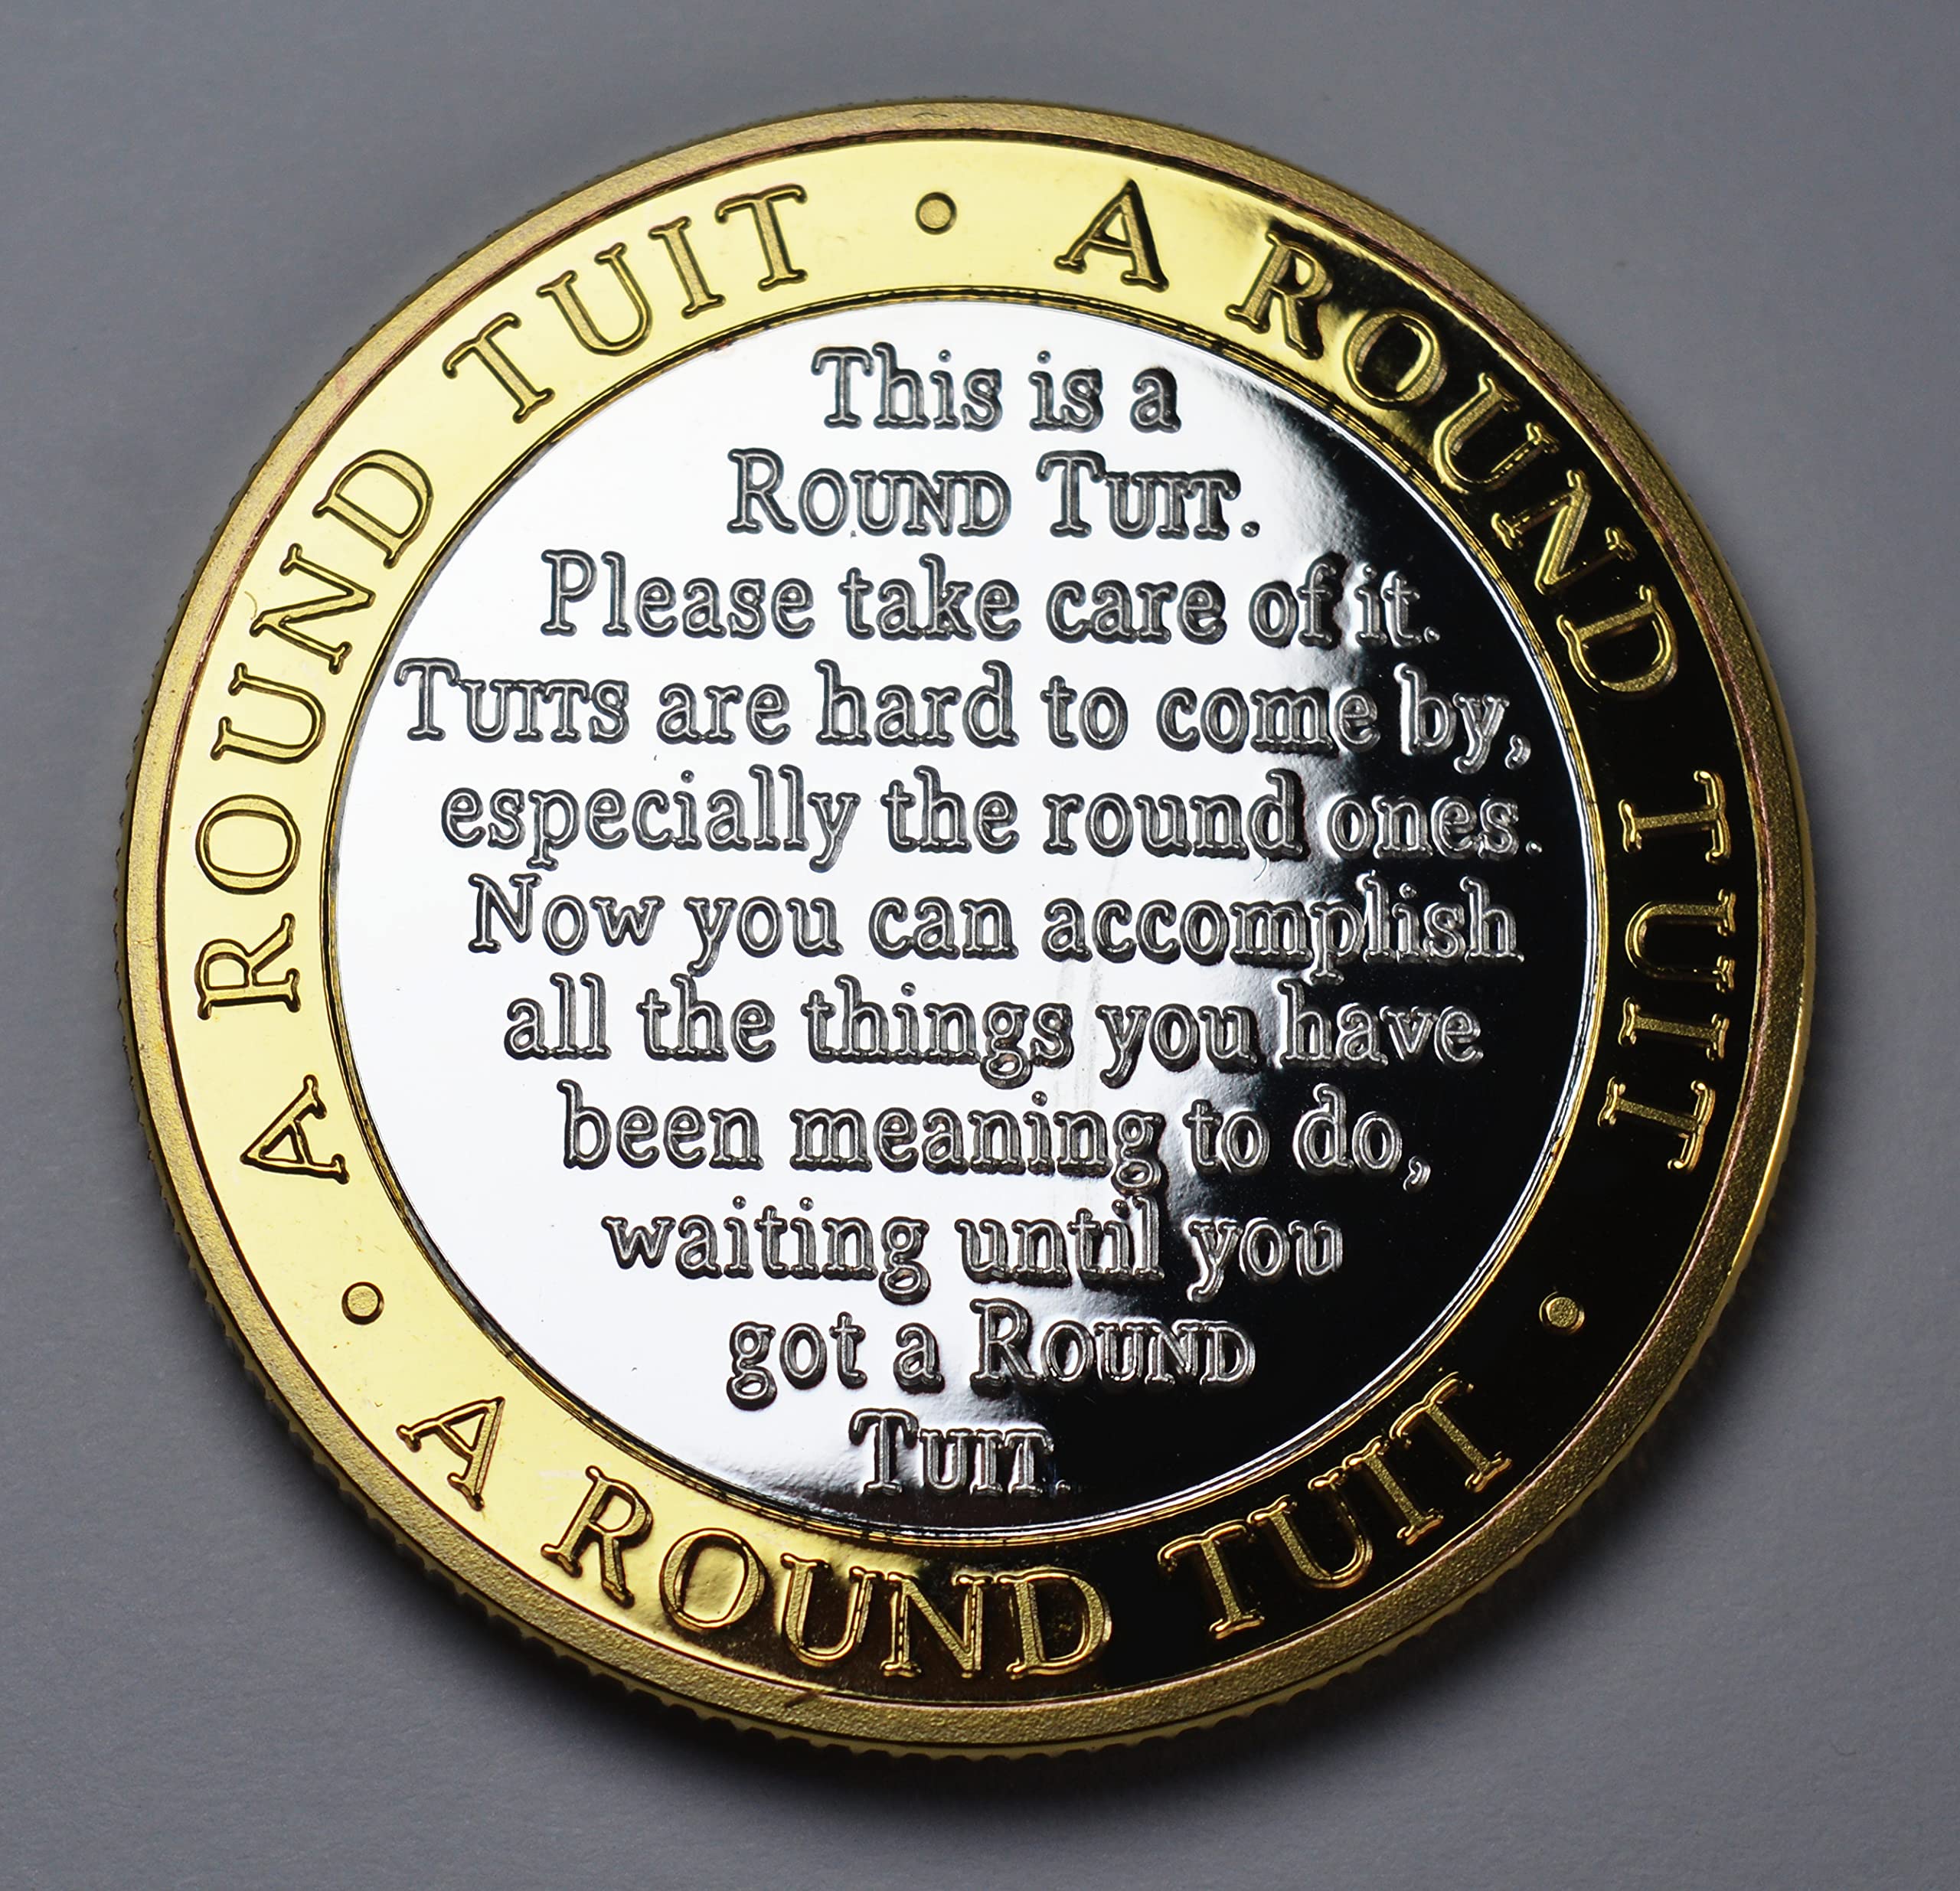 A ROUND TUIT • A ROUND TUIT • A ROUND TUIT •
This is a
ROUND TUIT.
Please take care of it.
TUITS are hard to come by,
especially the round ones.
Now you can accomplish
all the things you have
been meaning to do,
waiting until you
got a ROUND
TUIT.